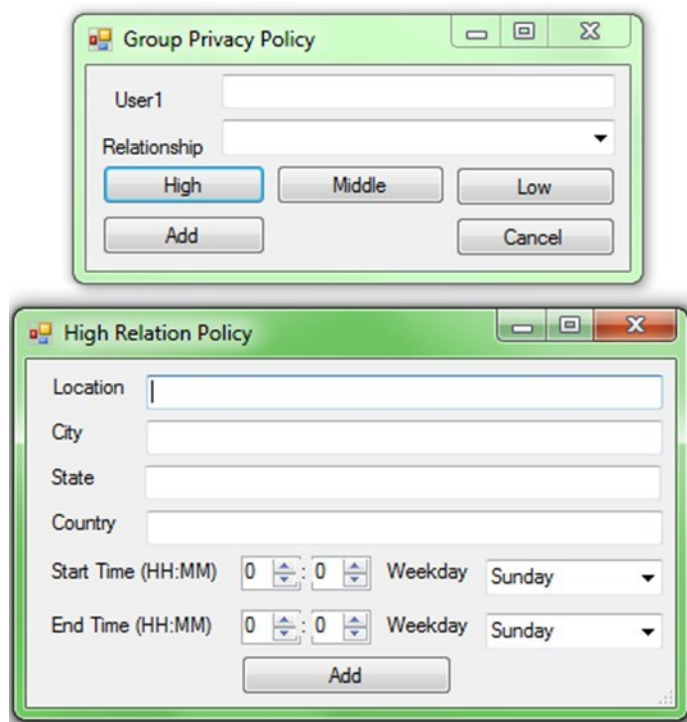 Group Privacy Policy
User1
Relationship
High Middle Low
Add Cancel
High Relation Policy
Location
City
State
Country
Start Time (HH:MM) 0 : 0 Weekday Sunday
End Time (HH:MM) 0 : 0 Weekday Sunday
Add